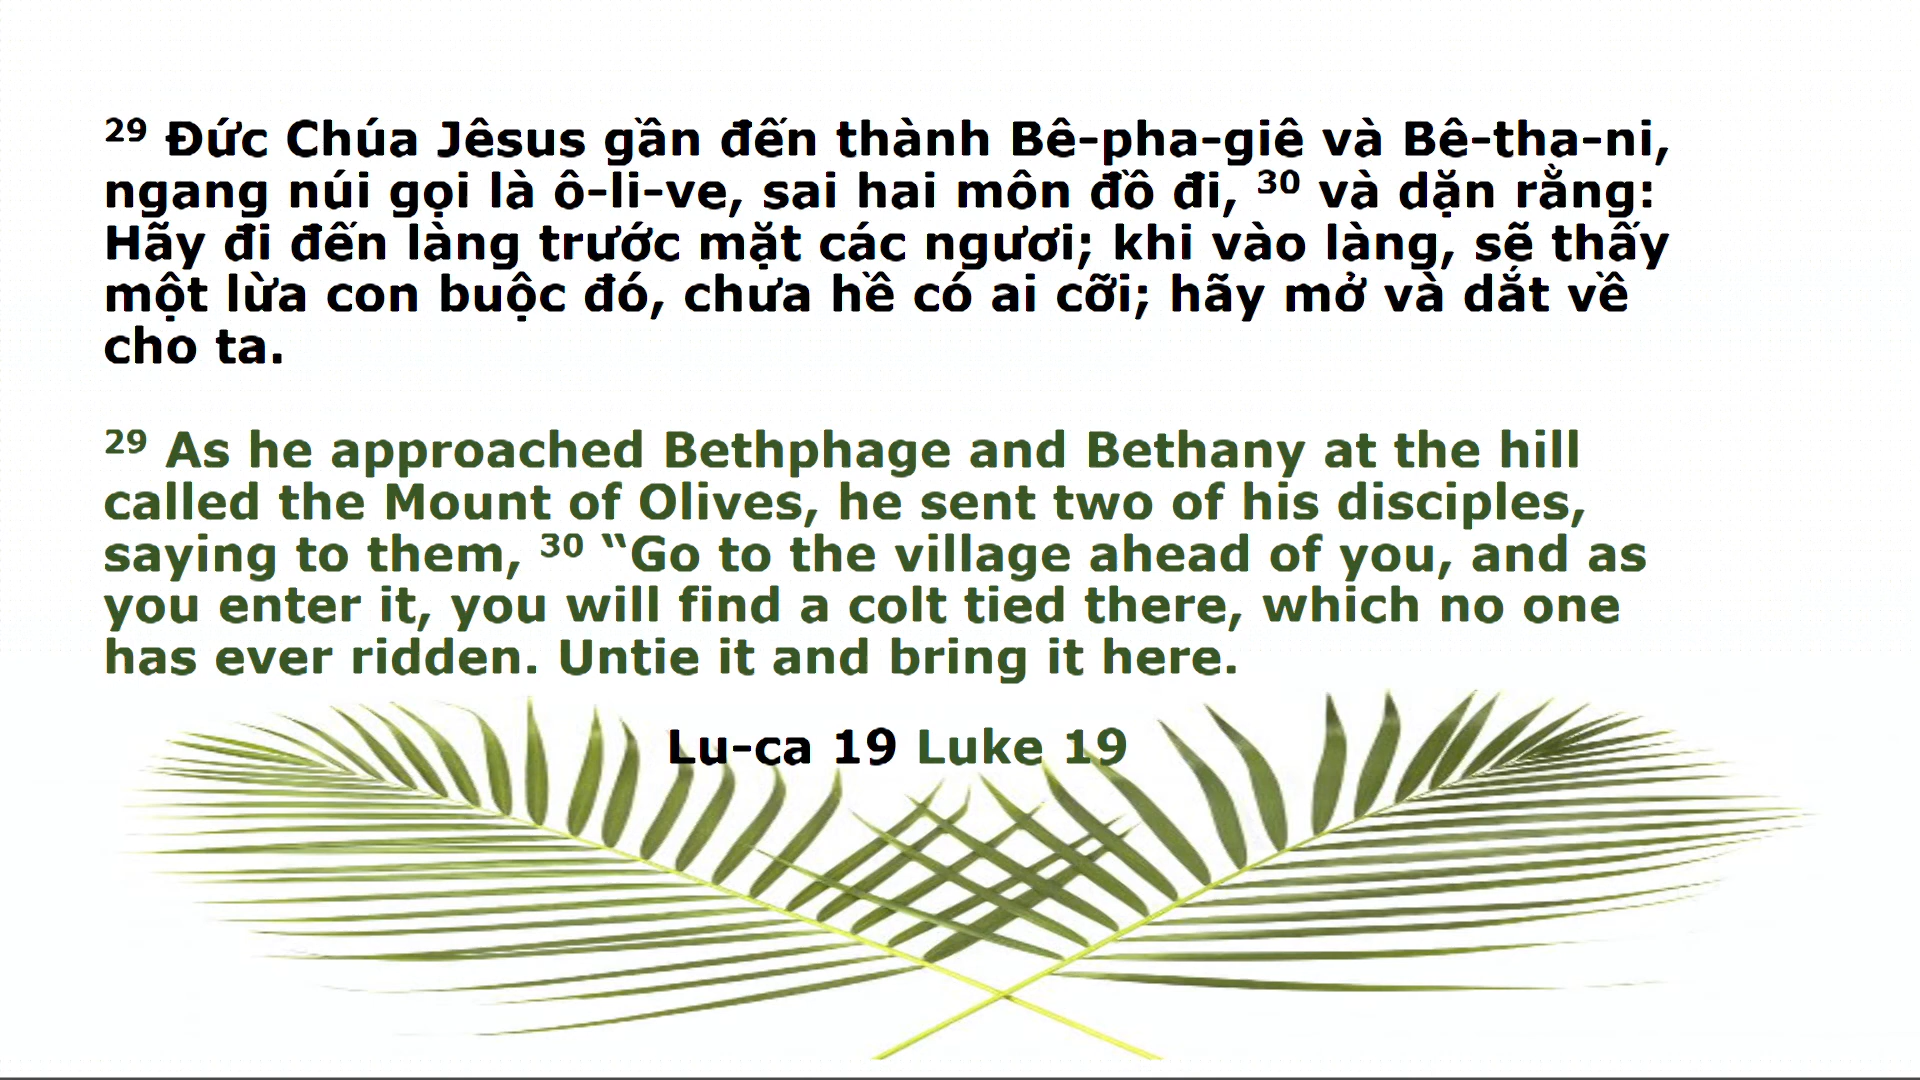 29 Đức Chúa Jêsus gần đến thành Bê-pha-giê và Bê-tha-ni,
ngang núi gọi là ô-li-ve, sai hai môn đồ đi, 30 và dặn rằng:
Hãy đi đến làng trước mặt các ngươi; khi vào làng, sẽ thấy
một lừa con buộc đó, chưa hề có ai cỡi; hãy mở và dắt về
cho ta.
29 As he approached Bethphage and Bethany at the hill
called the Mount of Olives, he sent two of his disciples,
saying to them, 30 “Go to the village ahead of you, and as
you enter it, you will find a colt tied there, which no one
has ever ridden. Untie it and bring it here.
Lu-ca 19 Luke 19